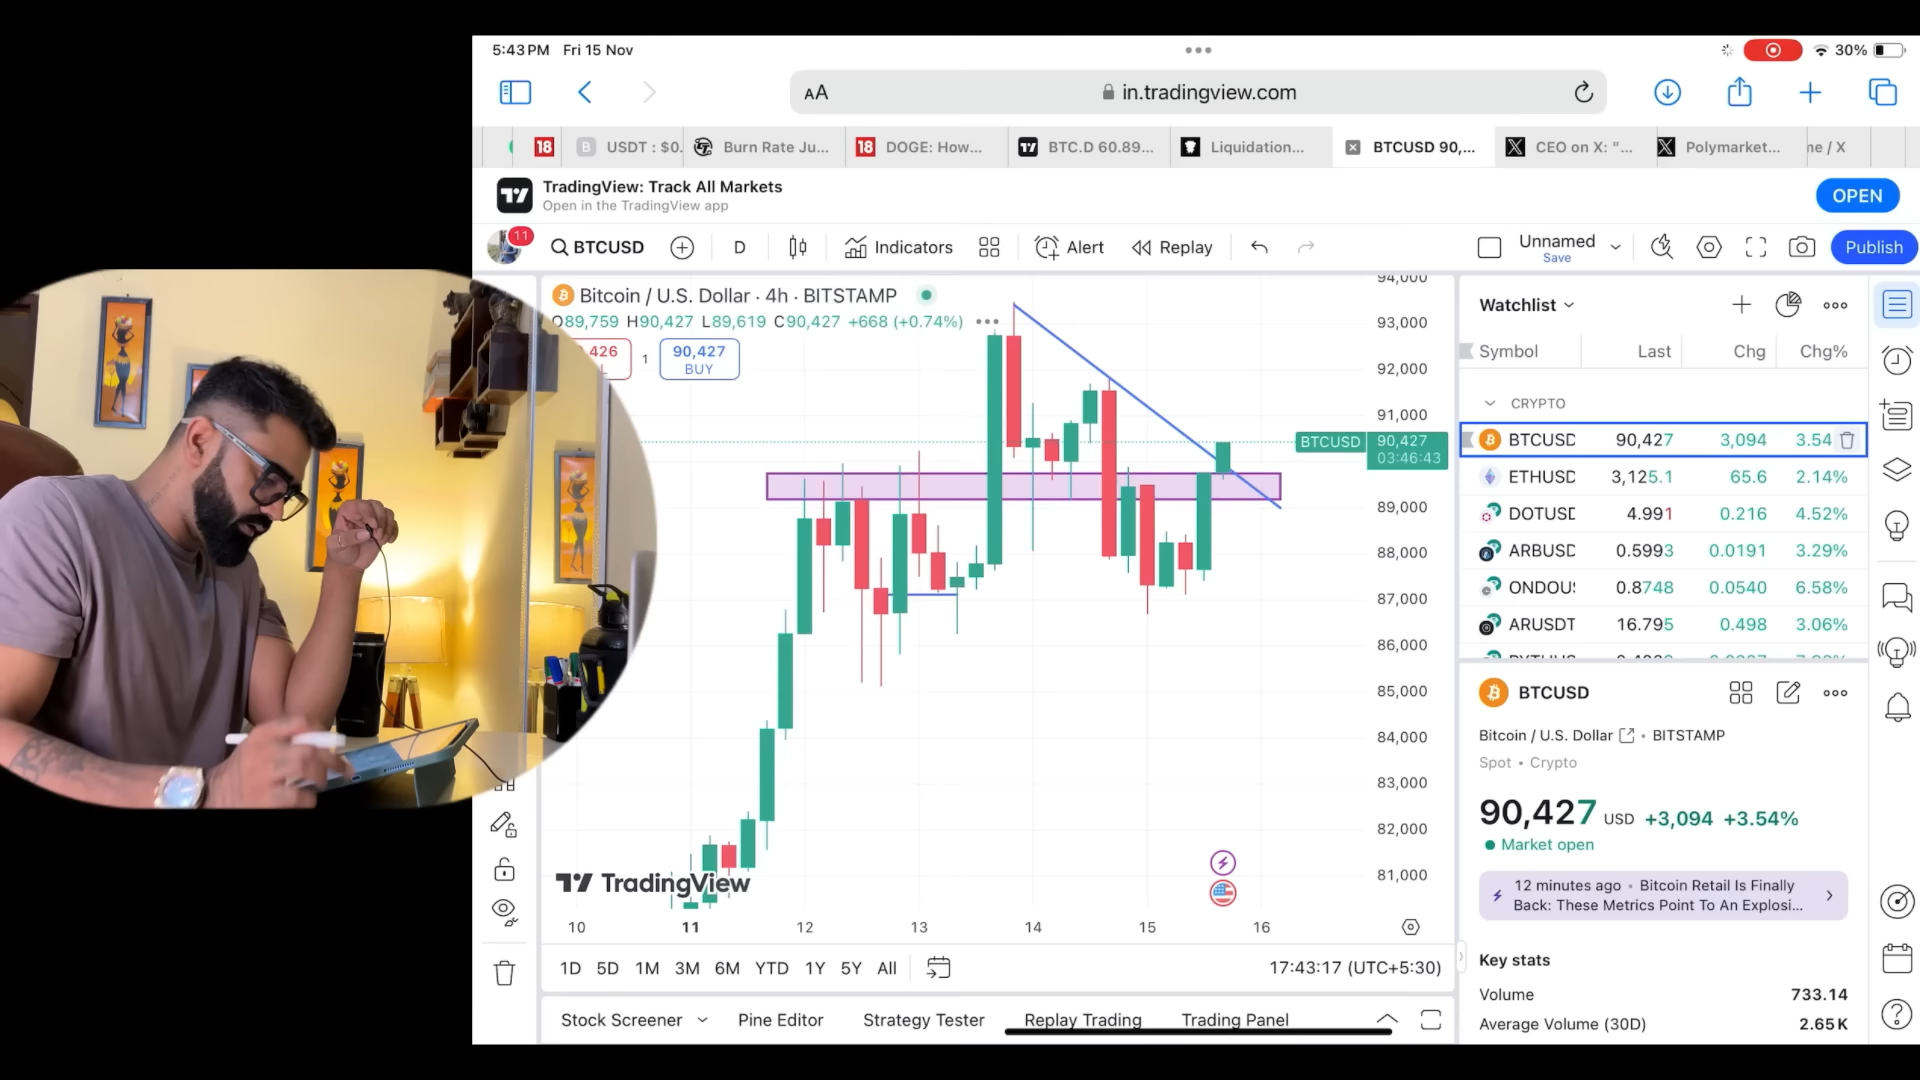 5:43 PM Fri 15 Nov
30%
AA in.tradingview.com
18 USDT : $0. Burn Rate Ju... 18 DOGE: How... BTC.D 60.89... Liquidation... BTCUSD 90,... CEO on X: "... Polymarket... ne / X
TradingView: Track All Markets
Open in the TradingView app
OPEN
11 BTCUSD D Indicators Alert Replay Unnamed Save Publish
Bitcoin / U.S. Dollar · 4h · BITSTAMP
O89,759 H90,427 L89,619 C90,427 +668 (+0.74%)
426 1 90,427
BUY
94,000
93,000
92,000
91,000
BTCUSD 90,427
03:46:43
89,000
88,000
87,000
86,000
85,000
84,000
83,000
82,000
81,000
TradingView
10 11 12 13 14 15 16
1D 5D 1M 3M 6M YTD 1Y 5Y All 17:43:17 (UTC+5:30)
Stock Screener Pine Editor Strategy Tester Replay Trading Trading Panel
Watchlist
Symbol Last Chg Chg%
CRYPTO
BTCUSD 90,427 3,094 3.54
ETHUSD 3,125.1 65.6 2.14%
DOTUSD 4.991 0.216 4.52%
ARBUSD 0.5993 0.0191 3.29%
ONDOU 0.8748 0.0540 6.58%
ARUSDT 16.795 0.498 3.06%
BTCUSD
Bitcoin / U.S. Dollar • BITSTAMP
Spot • Crypto
90,427 USD +3,094 +3.54%
Market open
12 minutes ago • Bitcoin Retail Is Finally
Back: These Metrics Point To An Explosi...
Key stats
Volume 733.14
Average Volume (30D) 2.65K